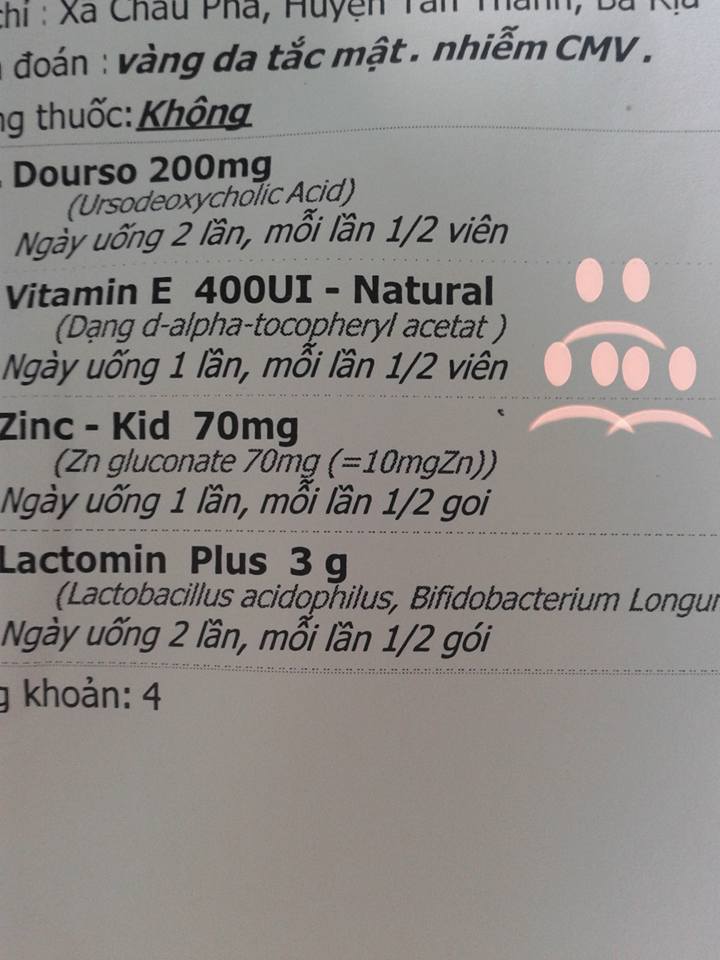 chỉ : Xã Châu Pha, Huyện Tân Thành, Bà Rịa
đoán : vàng da tắc mật. nhiễm CMV.
ng thuốc: Không
. Dourso 200mg
(Ursodeoxycholic Acid)
Ngày uống 2 lần, mỗi lần 1/2 viên
Vitamin E 400UI - Natural
(Dạng d-alpha-tocopheryl acetat )
Ngày uống 1 lần, mỗi lần 1/2 viên
Zinc - Kid 70mg
(Zn gluconate 70mg (=10mgZn))
Ngày uống 1 lần, mỗi lần 1/2 goi
Lactomin Plus 3 g
(Lactobacillus acidophilus, Bifidobacterium Longur
Ngày uống 2 lần, mỗi lần 1/2 gói
g khoản: 4